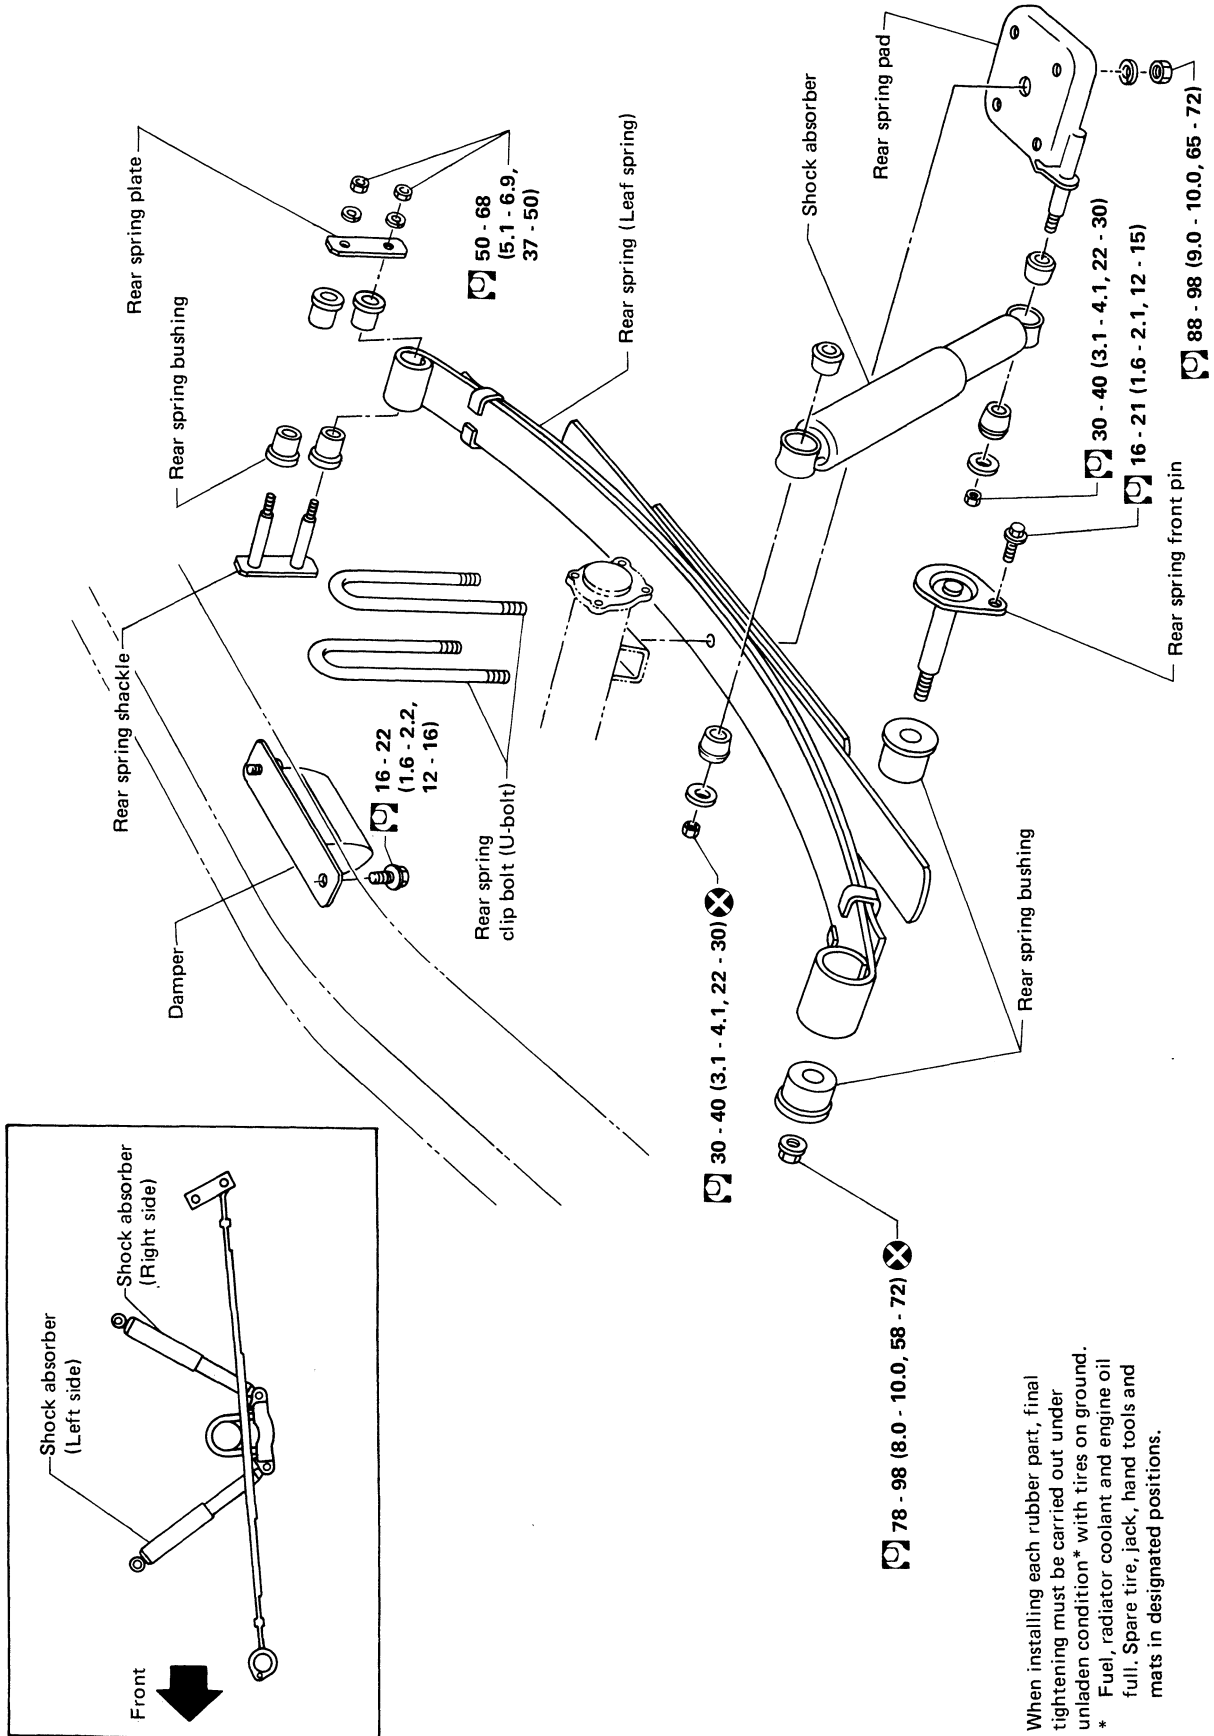 Front
Shock absorber
(Left side)
Shock absorber
(Right side)
Damper
Rear spring shackle
Rear spring bushing
Rear spring plate
16 - 22
(1.6 - 2.2,
12 - 16)
Rear spring
clip bolt (U-bolt)
50 - 68
(5.1 - 6.9,
37 - 50)
Rear spring (Leaf spring)
30 - 40 (3.1 - 4.1, 22 - 30)
Shock absorber
Rear spring pad
78 - 98 (8.0 - 10.0, 58 - 72)
Rear spring bushing
30 - 40 (3.1 - 4.1, 22 - 30)
16 - 21 (1.6 - 2.1, 12 - 15)
Rear spring front pin
88 - 98 (9.0 - 10.0, 65 - 72)
When installing each rubber part, final
tightening must be carried out under
unladen condition* with tires on ground.
* Fuel, radiator coolant and engine oil
full. Spare tire, jack, hand tools and
mats in designated positions.